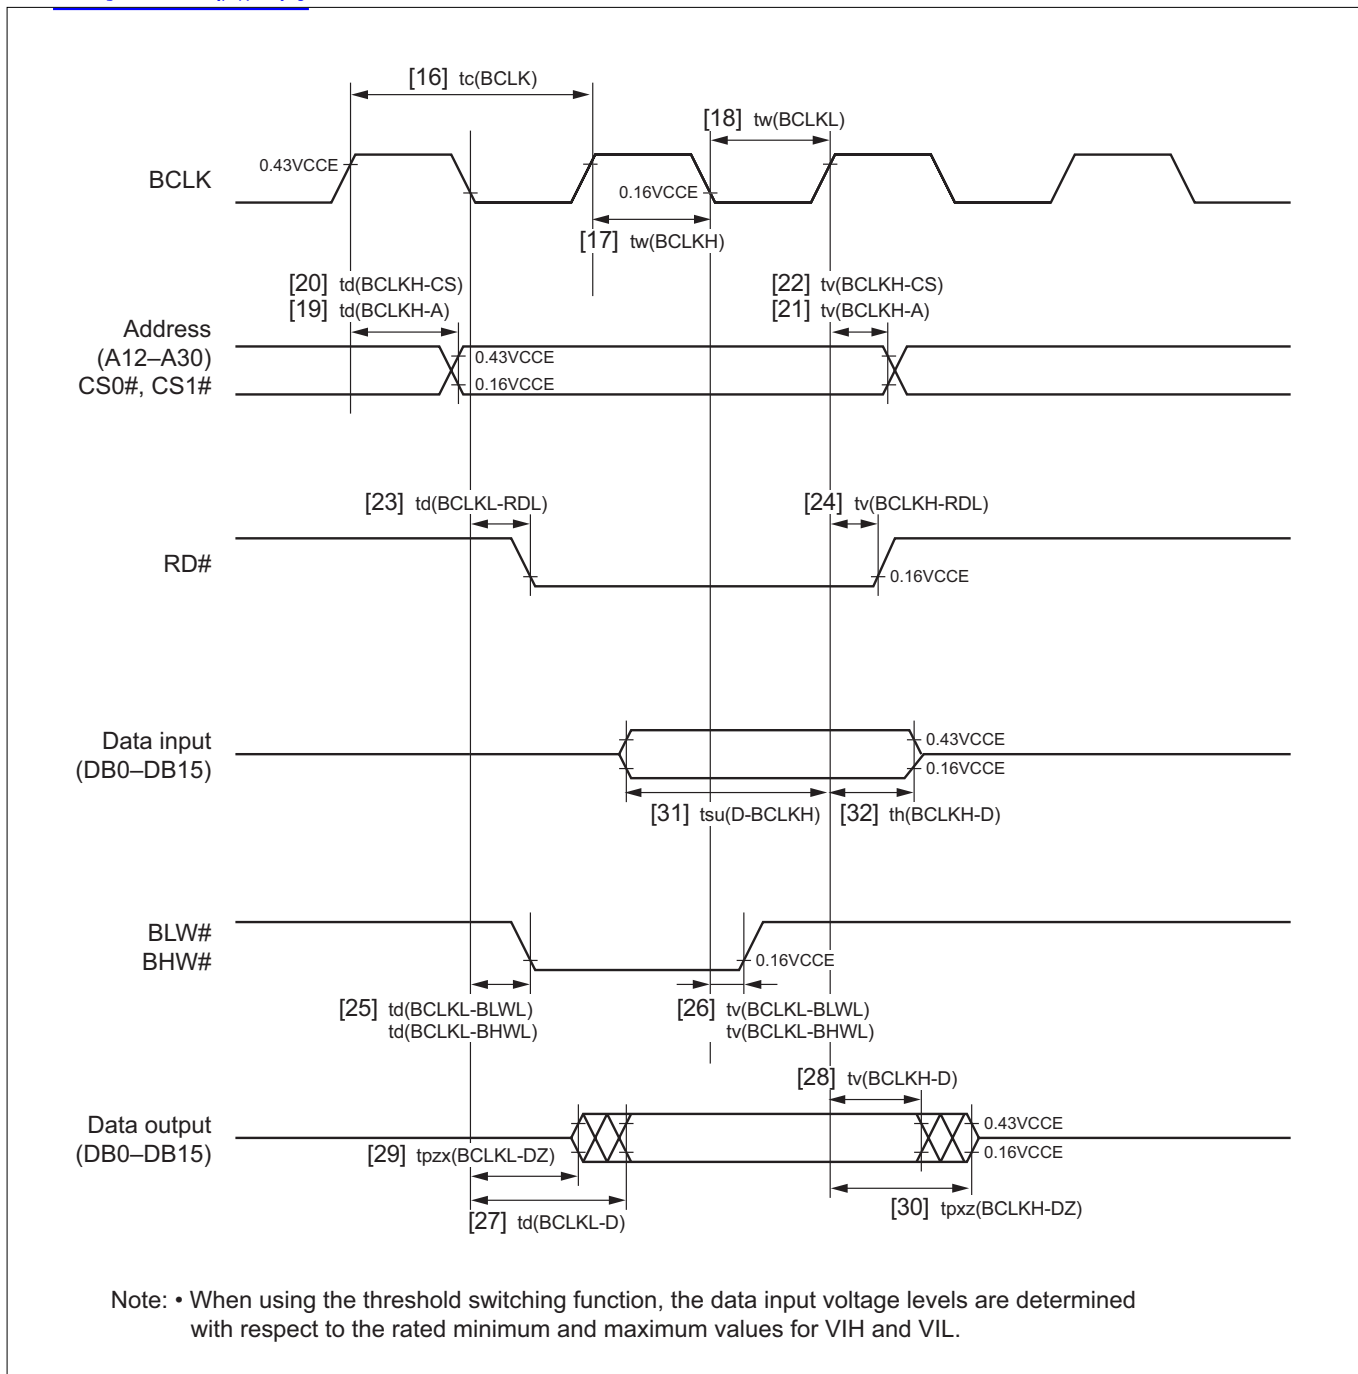 [16] tc(BCLK)
[18] tw(BCLKL)
0.43VCCE
BCLK
0.16VCCE
[17] tw(BCLKH)
[20] td(BCLKH-CS)
[22] tv(BCLKH-CS)
[19] td(BCLKH-A)
[21] tv(BCLKH-A)
Address
(A12–A30)
CS0#, CS1#
0.43VCCE
0.16VCCE
[23] td(BCLKL-RDL)
[24] tv(BCLKH-RDL)
RD#
0.16VCCE
Data input
(DB0–DB15)
0.43VCCE
0.16VCCE
[31] tsu(D-BCLKH)
[32] th(BCLKH-D)
BLW#
BHW#
0.16VCCE
[25] td(BCLKL-BLWL)
td(BCLKL-BHWL)
[26] tv(BCLKL-BLWL)
tv(BCLKL-BHWL)
[28] tv(BCLKH-D)
Data output
(DB0–DB15)
0.43VCCE
0.16VCCE
[29] tpzx(BCLKL-DZ)
[30] tpxz(BCLKH-DZ)
[27] td(BCLKL-D)
Note: • When using the threshold switching function, the data input voltage levels are determined
with respect to the rated minimum and maximum values for VIH and VIL.